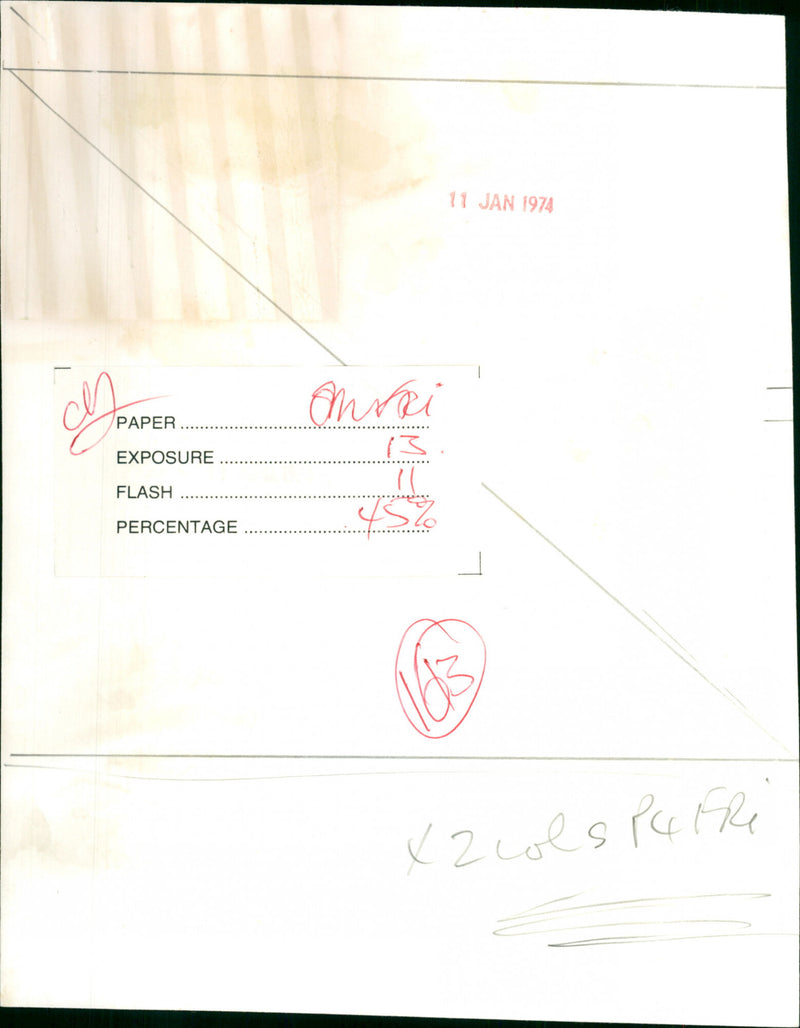 11 JAN 1974
PAPER
EXPOSURE 13
FLASH 11
PERCENTAGE 45%
163
X 2 cols P4 FRi